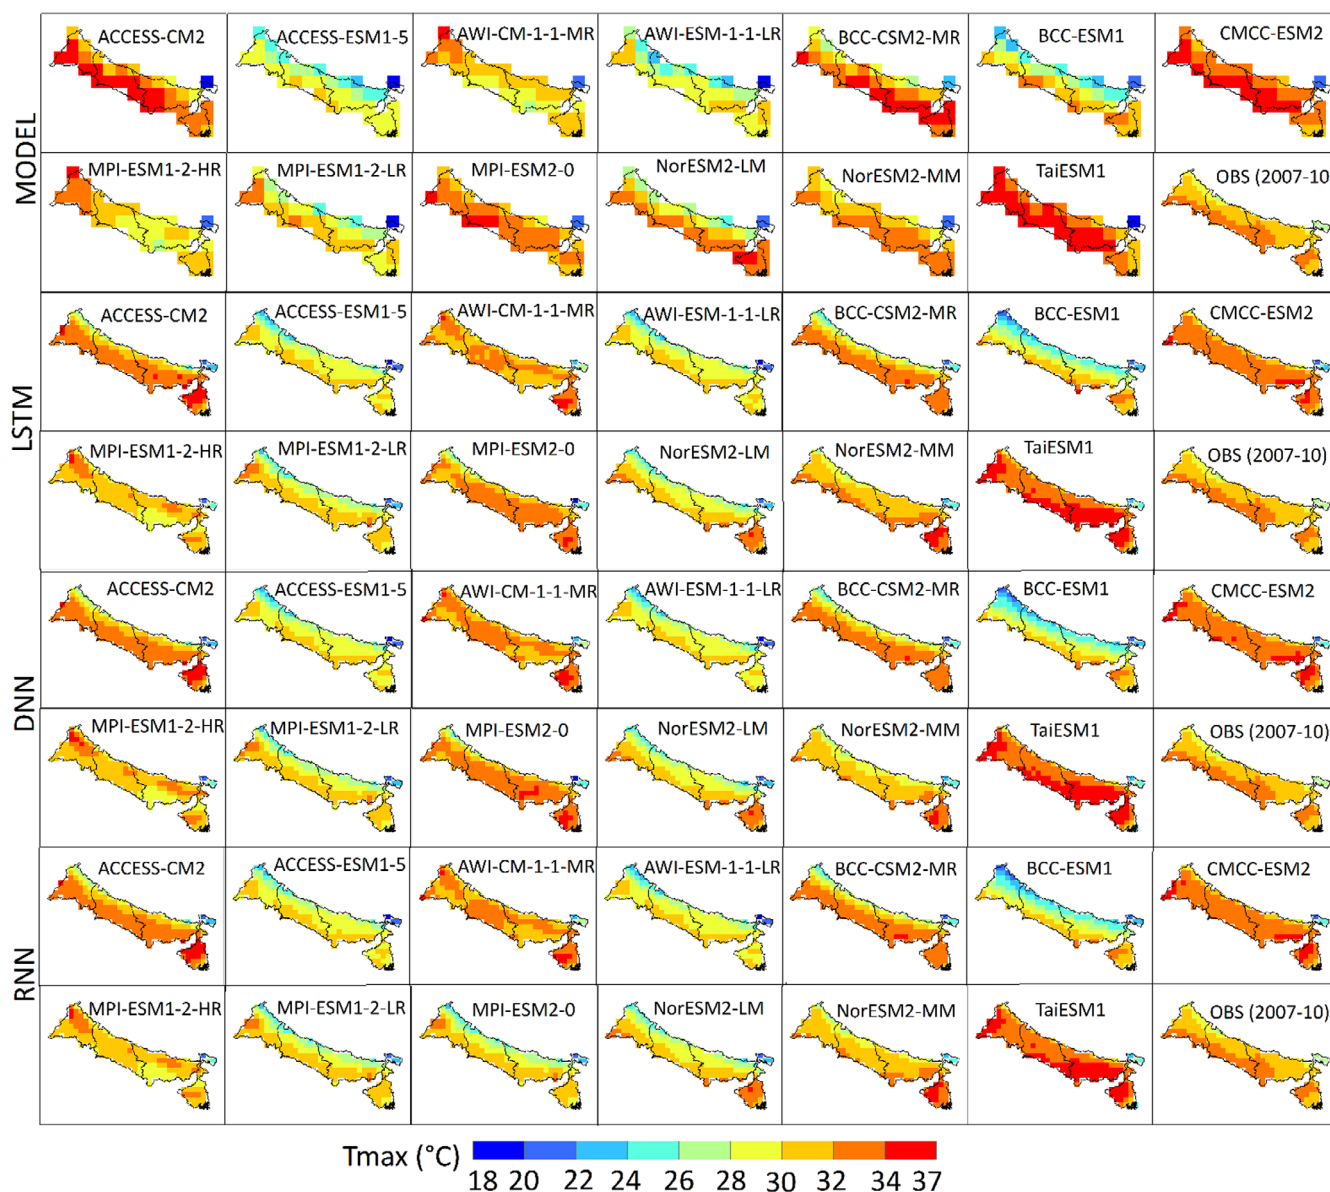 ACCESS-CM2 ACCESS-ESM1-5 AWI-CM-1-1-MR AWI-ESM-1-1-LR BCC-CSM2-MR BCC-ESM1 CMCC-ESM2
MODEL
MPI-ESM1-2-HR MPI-ESM1-2-LR MPI-ESM2-0 NorESM2-LM NorESM2-MM TaiESM1 OBS (2007-10)
ACCESS-CM2 ACCESS-ESM1-5 AWI-CM-1-1-MR AWI-ESM-1-1-LR BCC-CSM2-MR BCC-ESM1 CMCC-ESM2
LSTM
MPI-ESM1-2-HR MPI-ESM1-2-LR MPI-ESM2-0 NorESM2-LM NorESM2-MM TaiESM1 OBS (2007-10)
ACCESS-CM2 ACCESS-ESM1-5 AWI-CM-1-1-MR AWI-ESM-1-1-LR BCC-CSM2-MR BCC-ESM1 CMCC-ESM2
DNN
MPI-ESM1-2-HR MPI-ESM1-2-LR MPI-ESM2-0 NorESM2-LM NorESM2-MM TaiESM1 OBS (2007-10)
ACCESS-CM2 ACCESS-ESM1-5 AWI-CM-1-1-MR AWI-ESM-1-1-LR BCC-CSM2-MR BCC-ESM1 CMCC-ESM2
RNN
MPI-ESM1-2-HR MPI-ESM1-2-LR MPI-ESM2-0 NorESM2-LM NorESM2-MM TaiESM1 OBS (2007-10)
Tmax (°C)
18 20 22 24 26 28 30 32 34 37